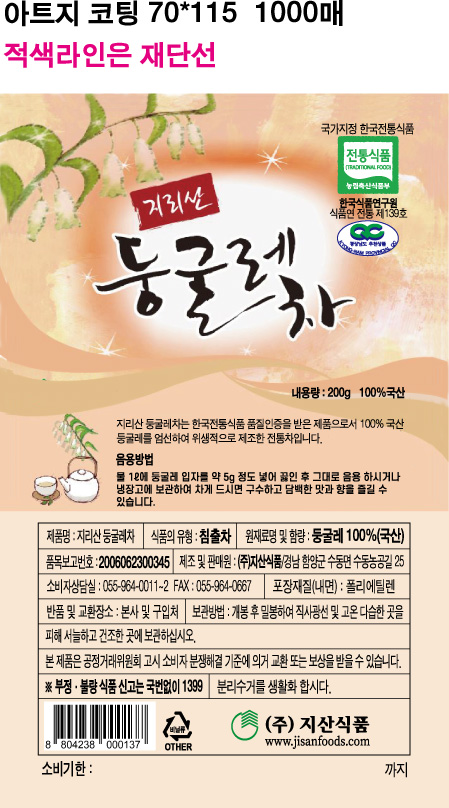 아트지 코팅 70*115  1000매
적색라인은 재단선
국가지정 한국전통식품
전통식품
(TRADITIONAL FOOD)
농림축산식품부
한국식품연구원
식품연 전통 제139호
지리산
둥굴레차
QC
경상남도 추천상품
내용량 : 200g  100%국산
지리산 둥굴레차는 한국전통식품 품질인증을 받은 제품으로서 100% 국산
둥굴레를 엄선하여 위생적으로 제조한 전통차입니다.
음용방법
물 1ℓ에 둥굴레 입자를 약 5g 정도 넣어 끓인 후 그대로 음용 하시거나
냉장고에 보관하여 차게 드시면 구수하고 담백한 맛과 향을 즐길 수
있습니다.
제품명 : 지리산 둥굴레차  식품의 유형 : 침출차  원재료명 및 함량 : 둥굴레 100%(국산)
품목보고번호 : 2006062300345  제조 및 판매원 : (주)지산식품/경남 함양군 수동면 수동농공길 25
소비자상담실 : 055-964-0011~2  FAX : 055-964-0667  포장재질(내면) : 폴리에틸렌
반품 및 교환장소 : 본사 및 구입처  보관방법 : 개봉 후 밀봉하여 직사광선 및 고온 다습한 곳을
피해 서늘하고 건조한 곳에 보관하십시오.
본 제품은 공정거래위원회 고시 소비자 분쟁해결 기준에 의거 교환 또는 보상을 받을 수 있습니다.
※ 부정 · 불량 식품 신고는 국번없이 1399  분리수거를 생활화 합시다.
8 804238 000137
비닐류
OTHER
(주) 지산식품
www.jisanfoods.com
소비기한 :  까지